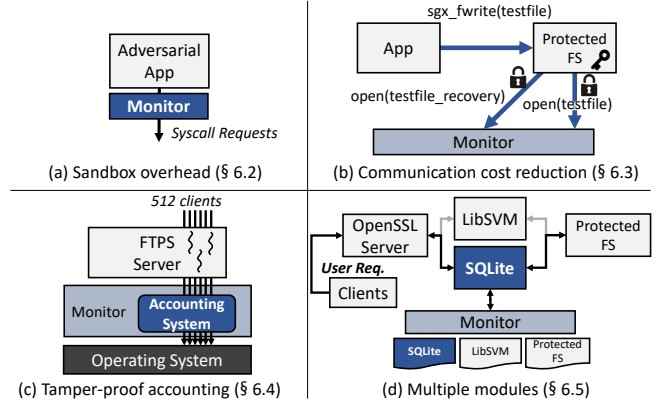 Adversarial
App
Monitor
Syscall Requests
(a) Sandbox overhead (§ 6.2)
sgx_fwrite(testfile)
App
Protected
FS
open(testfile_recovery)
open(testfile)
Monitor
(b) Communication cost reduction (§ 6.3)
512 clients
FTPS
Server
Monitor
Accounting
System
Operating System
(c) Tamper-proof accounting (§ 6.4)
LibSVM
OpenSSL
Server
Protected
FS
SQLite
User Req.
Clients
Monitor
SQLite
LibSVM
Protected
FS
(d) Multiple modules (§ 6.5)